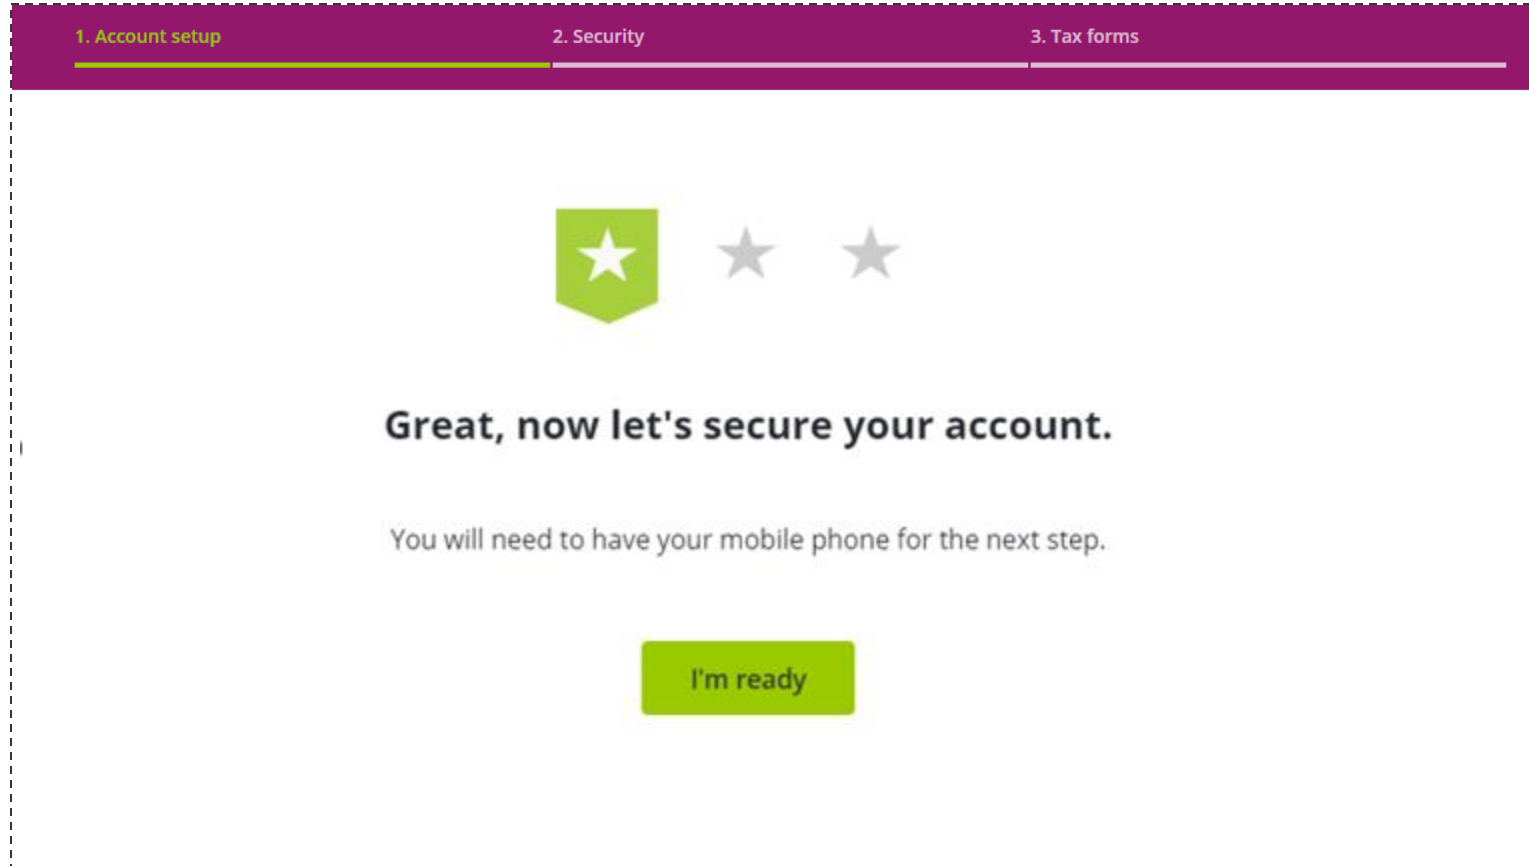 1. Account setup
2. Security
3. Tax forms
Great, now let's secure your account.
You will need to have your mobile phone for the next step.
I'm ready